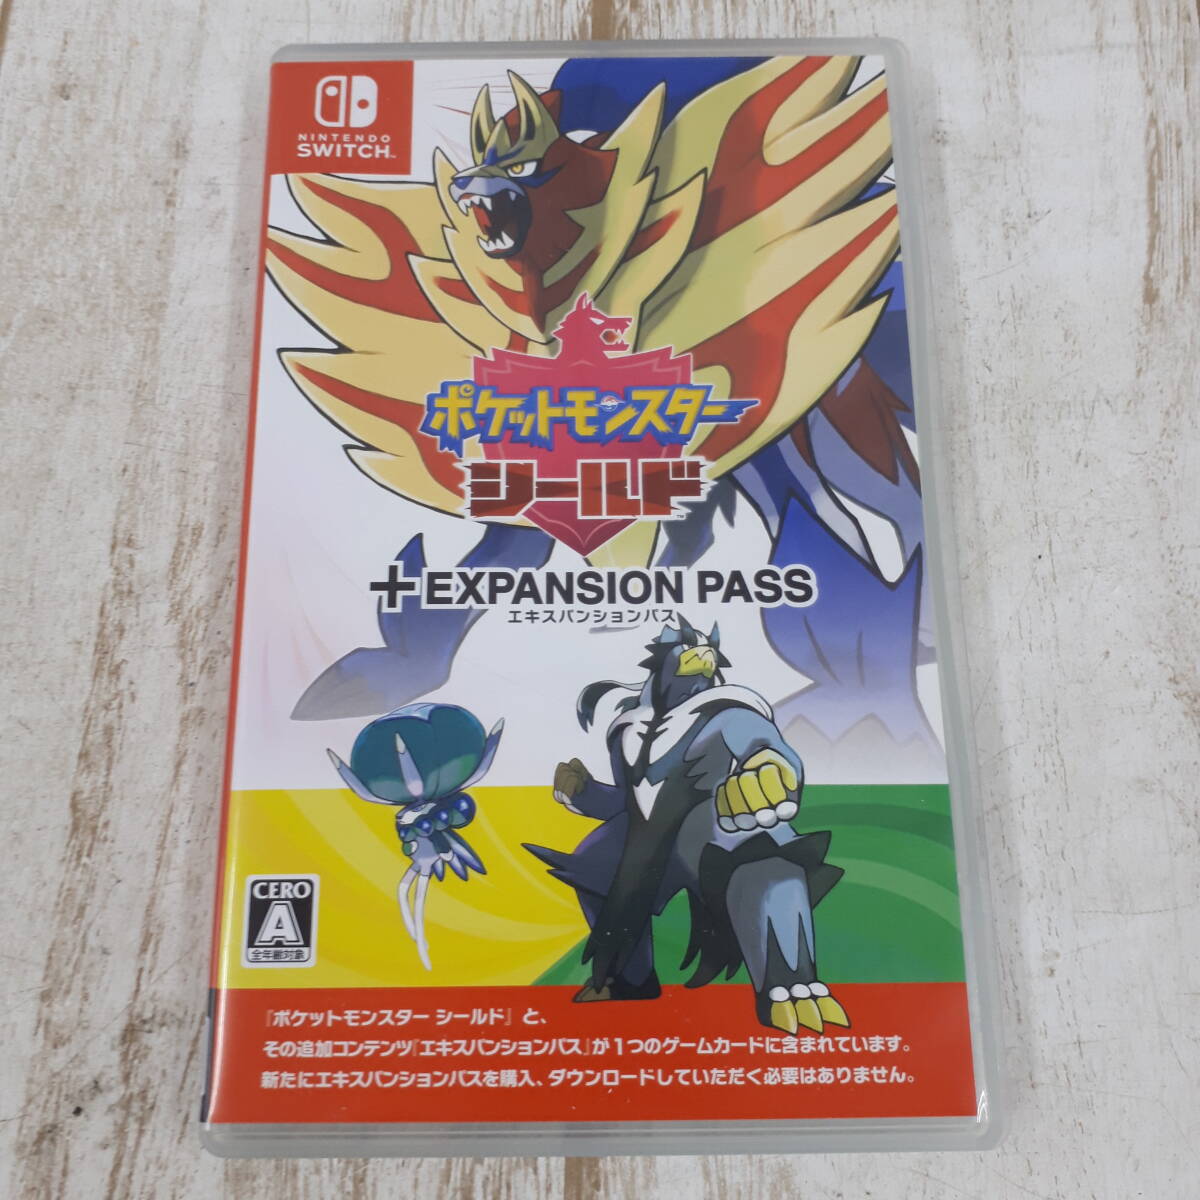 NINTENDO
SWITCH™
ポケットモンスター
シールド™
+EXPANSION PASS
エキスパンションパス
CERO
A
全年齢対象
『ポケットモンスター シールド』と、
その追加コンテンツ『エキスパンションパス』が1つのゲームカードに含まれています。
新たにエキスパンションパスを購入、ダウンロードしていただく必要はありません。